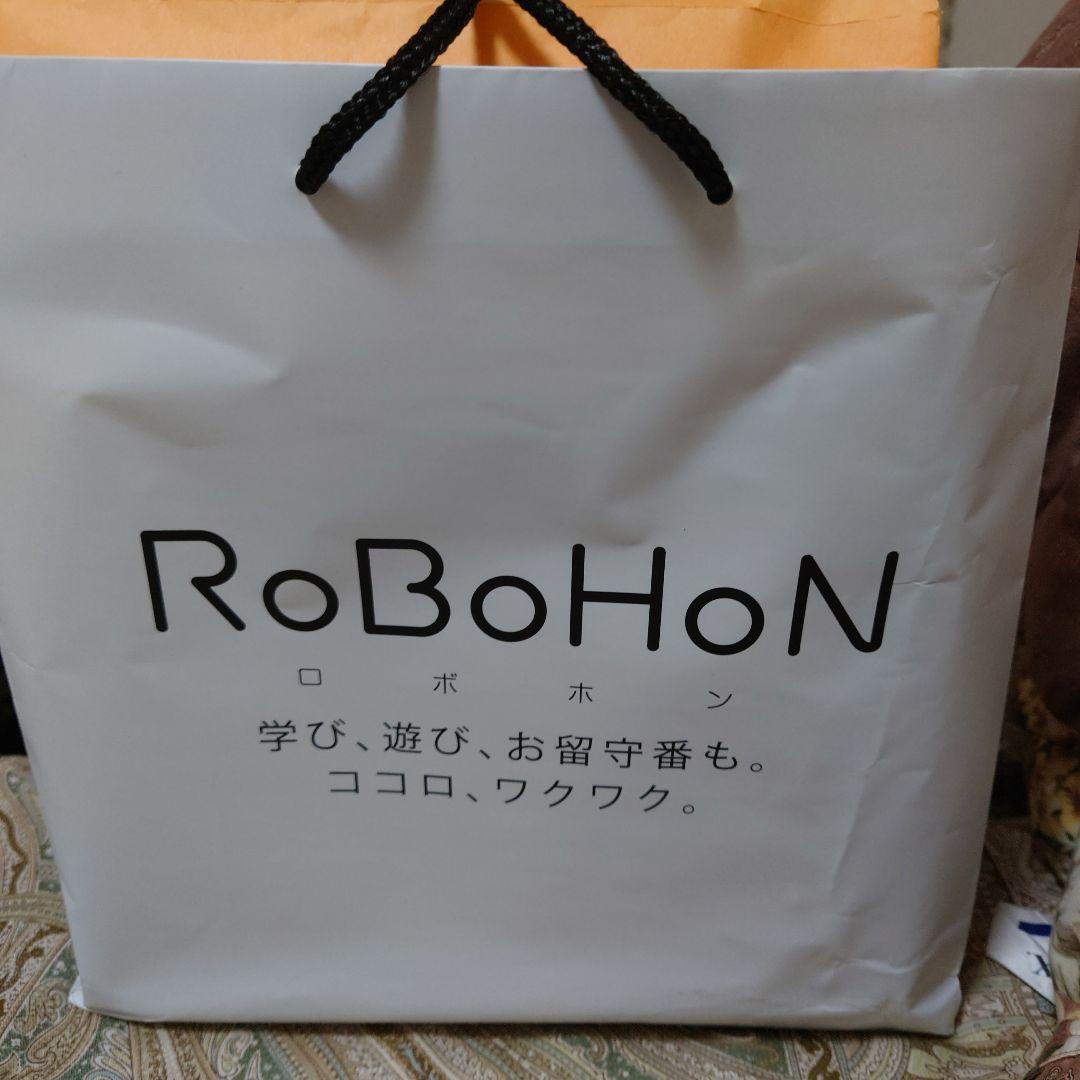 RoBoHoN
ロボホン
学び、遊び、お留守番も。
ココロ、ワクワク。
X